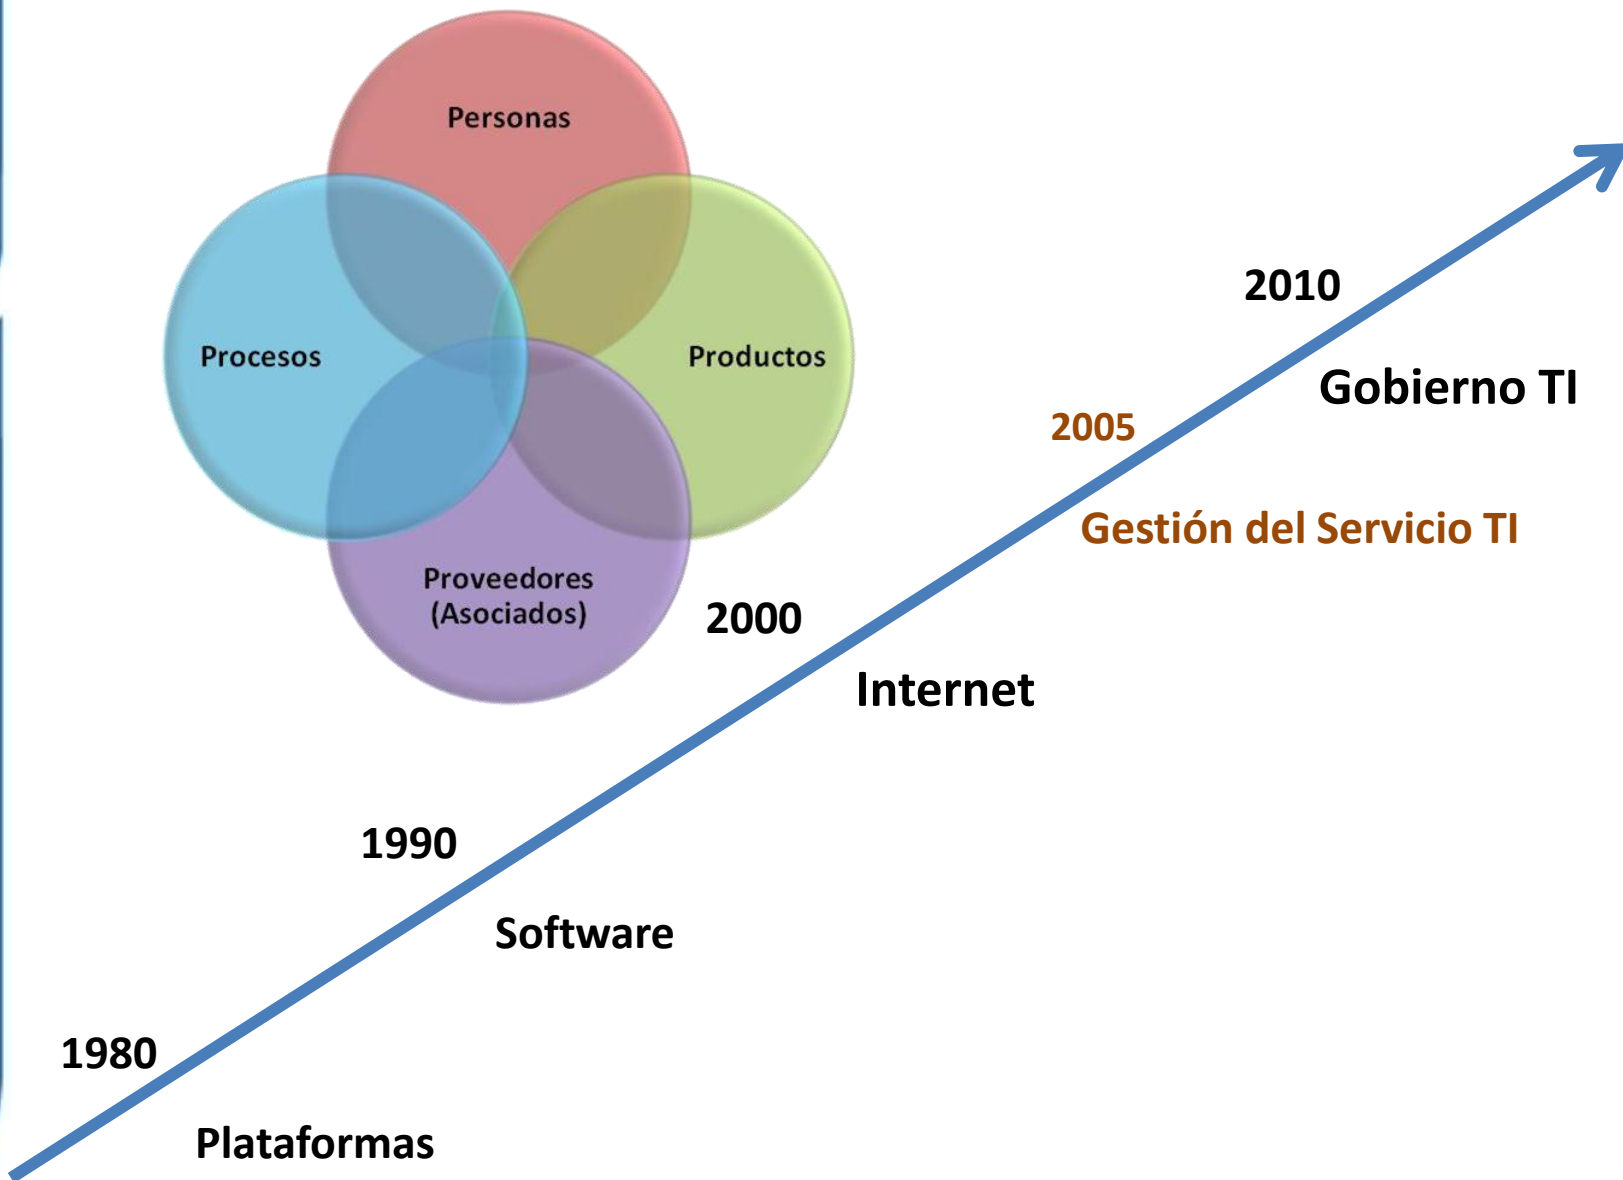 Personas
Procesos
Productos
Proveedores
(Asociados)
2010
Gobierno TI
2005
Gestión del Servicio TI
2000
Internet
1990
Software
1980
Plataformas